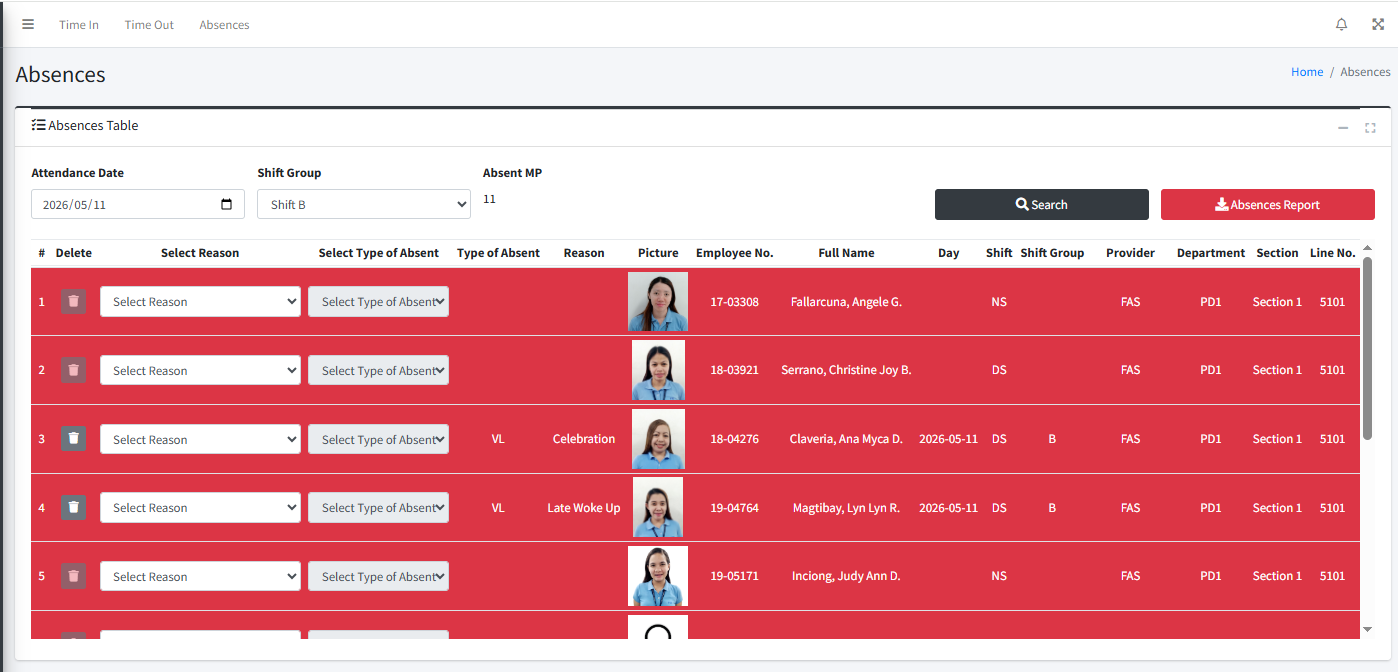 Time In Time Out Absences
Absences
Home / Absences
Absences Table
Attendance Date Shift Group Absent MP
2026/05/11 Shift B 11 Search Absences Report
# Delete Select Reason Select Type of Absent Type of Absent Reason Picture Employee No. Full Name Day Shift Shift Group Provider Department Section Line No.
1 Select Reason Select Type of Absent 17-03308 Fallarcuna, Angele G. NS FAS PD1 Section 1 5101
2 Select Reason Select Type of Absent 18-03921 Serrano, Christine Joy B. DS FAS PD1 Section 1 5101
3 Select Reason Select Type of Absent VL Celebration 18-04276 Claveria, Ana Myca D. 2026-05-11 DS B FAS PD1 Section 1 5101
4 Select Reason Select Type of Absent VL Late Woke Up 19-04764 Magtibay, Lyn Lyn R. 2026-05-11 DS B FAS PD1 Section 1 5101
5 Select Reason Select Type of Absent 19-05171 Inciong, Judy Ann D. NS FAS PD1 Section 1 5101